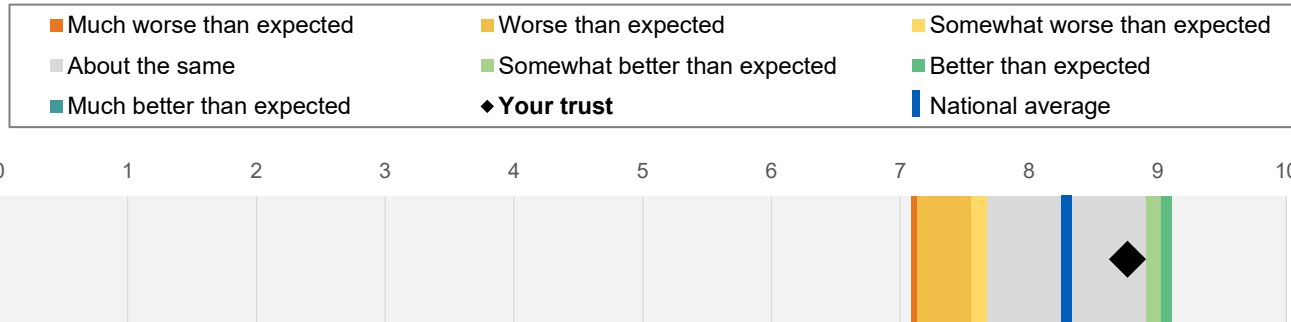 Much worse than expected Worse than expected Somewhat worse than expected
About the same Somewhat better than expected Better than expected
Much better than expected Your trust National average
0 1 2 3 4 5 6 7 8 9 10